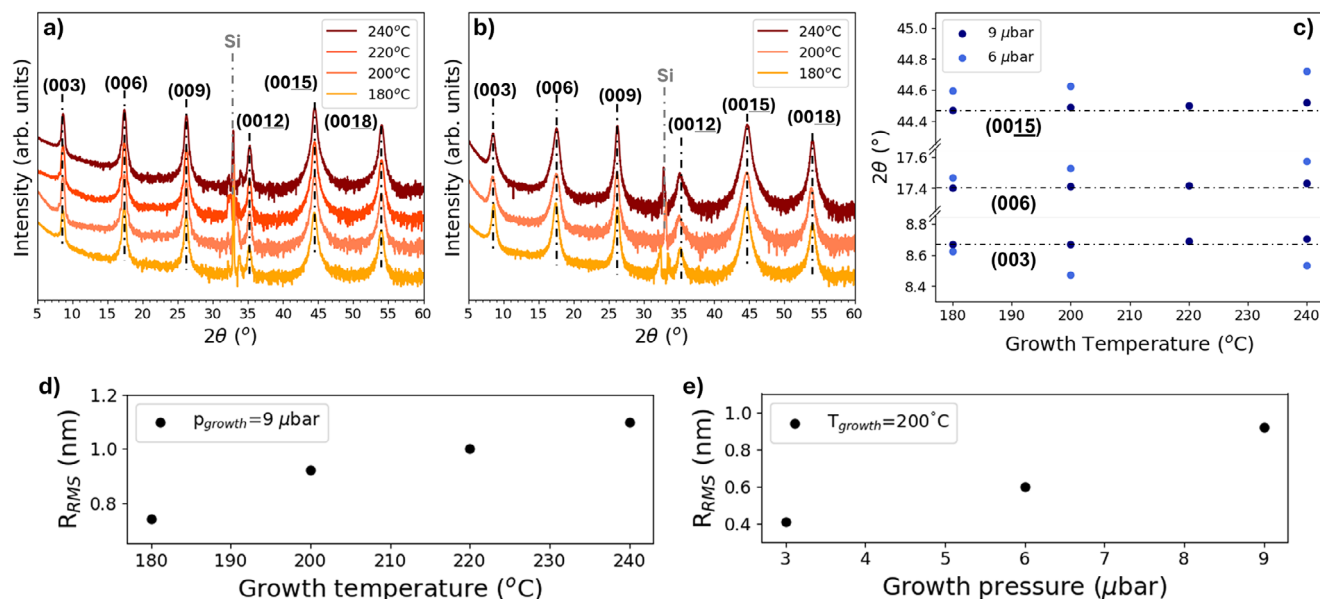 a)
Intensity (arb. units)
Si
240°C
220°C
200°C
180°C
(003)
(006)
(009)
(0012)
(0015)
(0018)
5 10 15 20 25 30 35 40 45 50 55 60
2θ (°)
b)
Intensity (arb. units)
Si
240°C
200°C
180°C
(003)
(006)
(009)
(0012)
(0015)
(0018)
5 10 15 20 25 30 35 40 45 50 55 60
2θ (°)
c)
9 μbar
6 μbar
2θ (°)
45.0
44.8
44.6
44.4
17.6
17.4
8.8
8.6
8.4
(0015)
(006)
(003)
180 190 200 210 220 230 240
Growth Temperature (°C)
d)
p_growth=9 μbar
R_RMS (nm)
1.2
1.0
0.8
180 190 200 210 220 230 240
Growth temperature (°C)
e)
T_growth=200°C
R_RMS (nm)
1.0
0.8
0.6
0.4
3 4 5 6 7 8 9
Growth pressure (μbar)